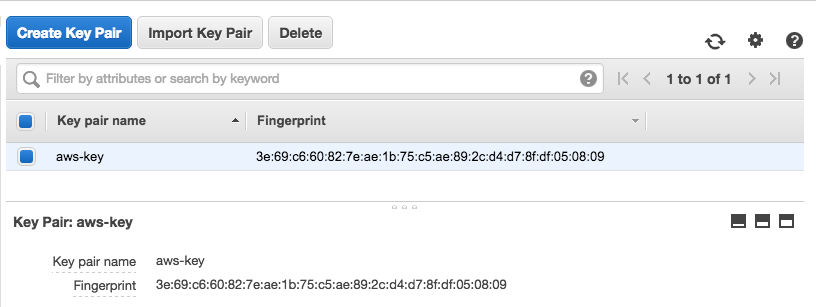 Create Key Pair Import Key Pair Delete
Filter by attributes or search by keyword 1 to 1 of 1
Key pair name Fingerprint
aws-key 3e:69:c6:60:82:7e:ae:1b:75:c5:ae:89:2c:d4:d7:8f:df:05:08:09
Key Pair: aws-key
Key pair name aws-key
Fingerprint 3e:69:c6:60:82:7e:ae:1b:75:c5:ae:89:2c:d4:d7:8f:df:05:08:09